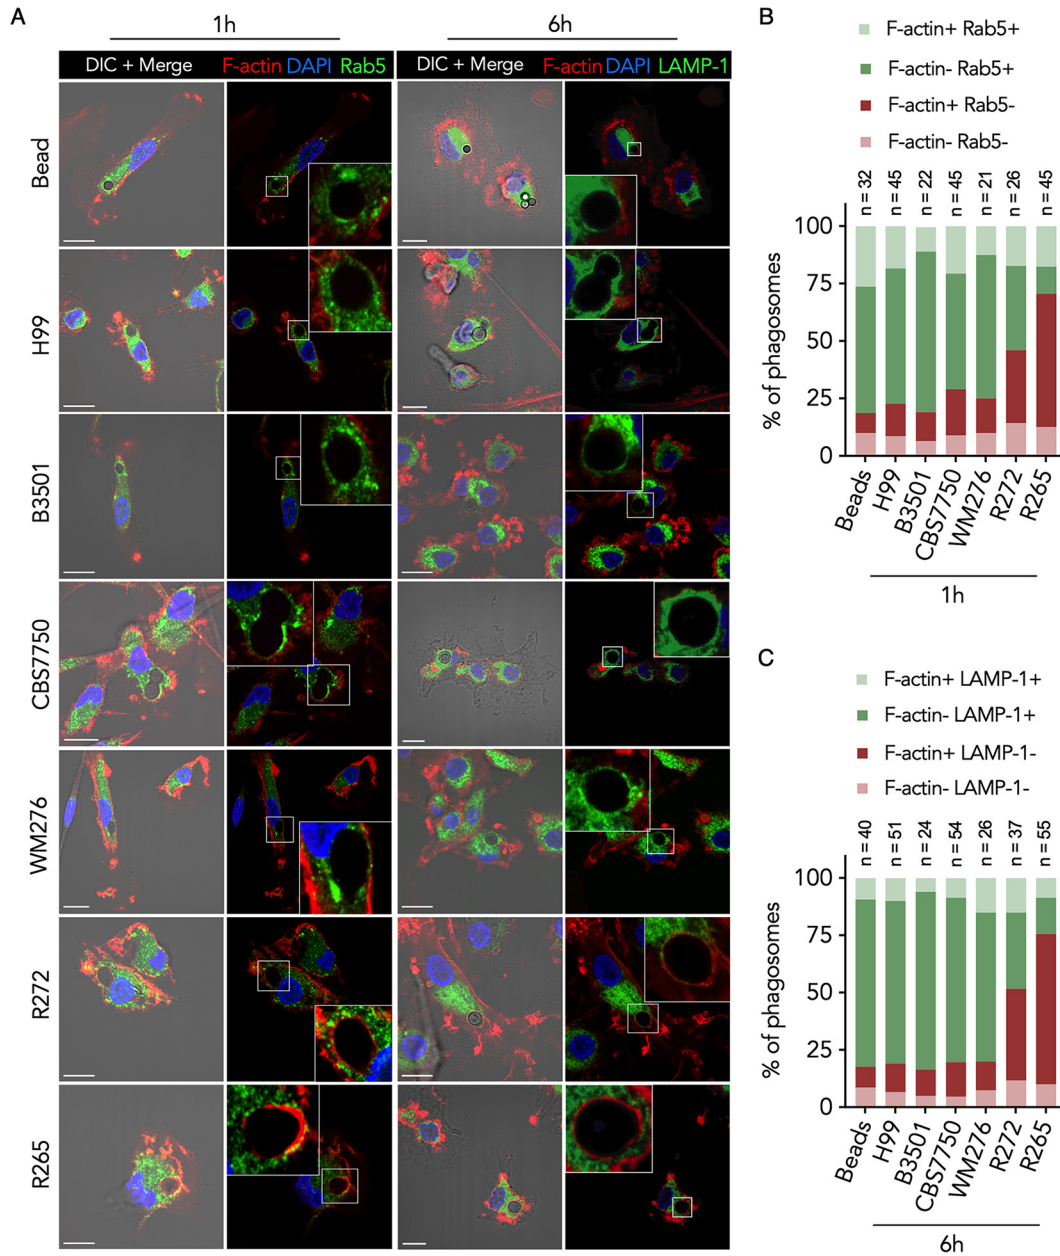 A
1h
6h
DIC + Merge
F-actin DAPI Rab5
DIC + Merge
F-actin DAPI LAMP-1
Bead
H99
B3501
CBS7750
WM276
R272
R265
B
F-actin+ Rab5+
F-actin- Rab5+
F-actin+ Rab5-
F-actin- Rab5-
n = 32
n = 45
n = 22
n = 45
n = 21
n = 26
n = 45
% of phagosomes
100
75
50
25
0
Beads
H99
B3501
CBS7750
WM276
R272
R265
1h
C
F-actin+ LAMP-1+
F-actin- LAMP-1+
F-actin+ LAMP-1-
F-actin- LAMP-1-
n = 40
n = 51
n = 24
n = 54
n = 26
n = 37
n = 55
% of phagosomes
100
75
50
25
0
Beads
H99
B3501
CBS7750
WM276
R272
R265
6h